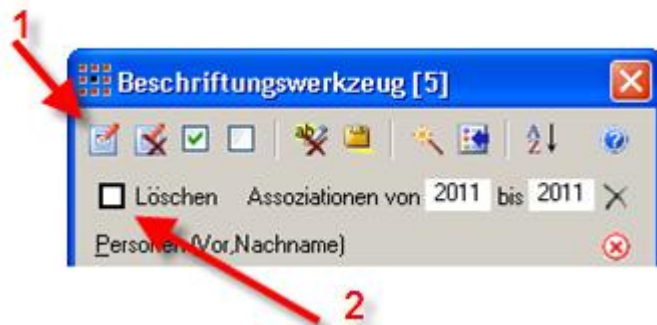 1
Beschriftungswerkzeug [5]
Löschen Assoziationen von 2011 bis 2011
Personen (Vor,Nachname)
2